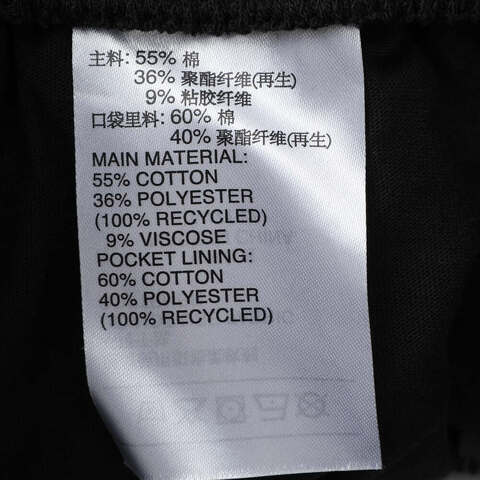 主料: 55% 棉
36% 聚酯纤维(再生)
9% 粘胶纤维
口袋里料: 60% 棉
40% 聚酯纤维(再生)
MAIN MATERIAL:
55% COTTON
36% POLYESTER
(100% RECYCLED)
9% VISCOSE
POCKET LINING:
60% COTTON
40% POLYESTER
(100% RECYCLED)